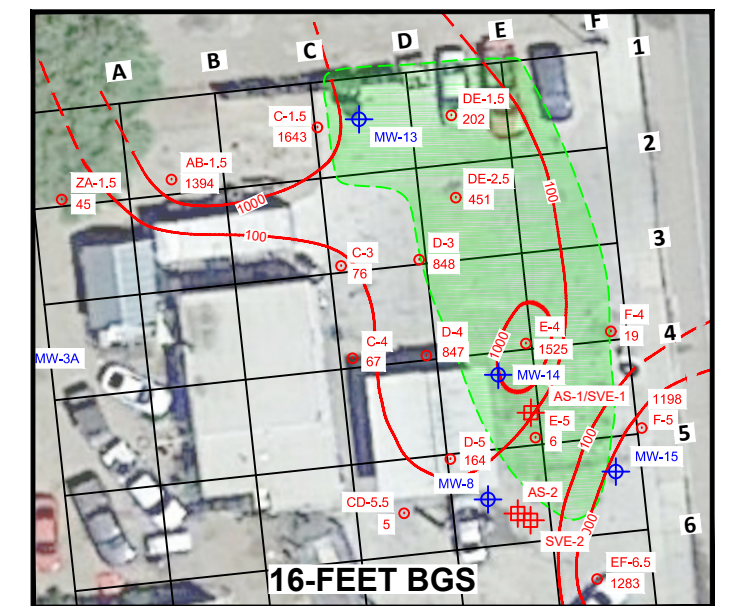 A
B
C
D
E
F
1
2
3
4
5
6
C-1.5
1643
MW-13
DE-1.5
202
AB-1.5
1394
ZA-1.5
45
1000
100
DE-2.5
451
100
C-3
76
D-3
848
C-4
67
D-4
847
1000
E-4
1525
F-4
19
MW-3A
MW-14
AS-1/SVE-1
E-5
6
100
1198
F-5
D-5
164
MW-8
MW-15
CD-5.5
5
AS-2
SVE-2
EF-6.5
1283
16-FEET BGS